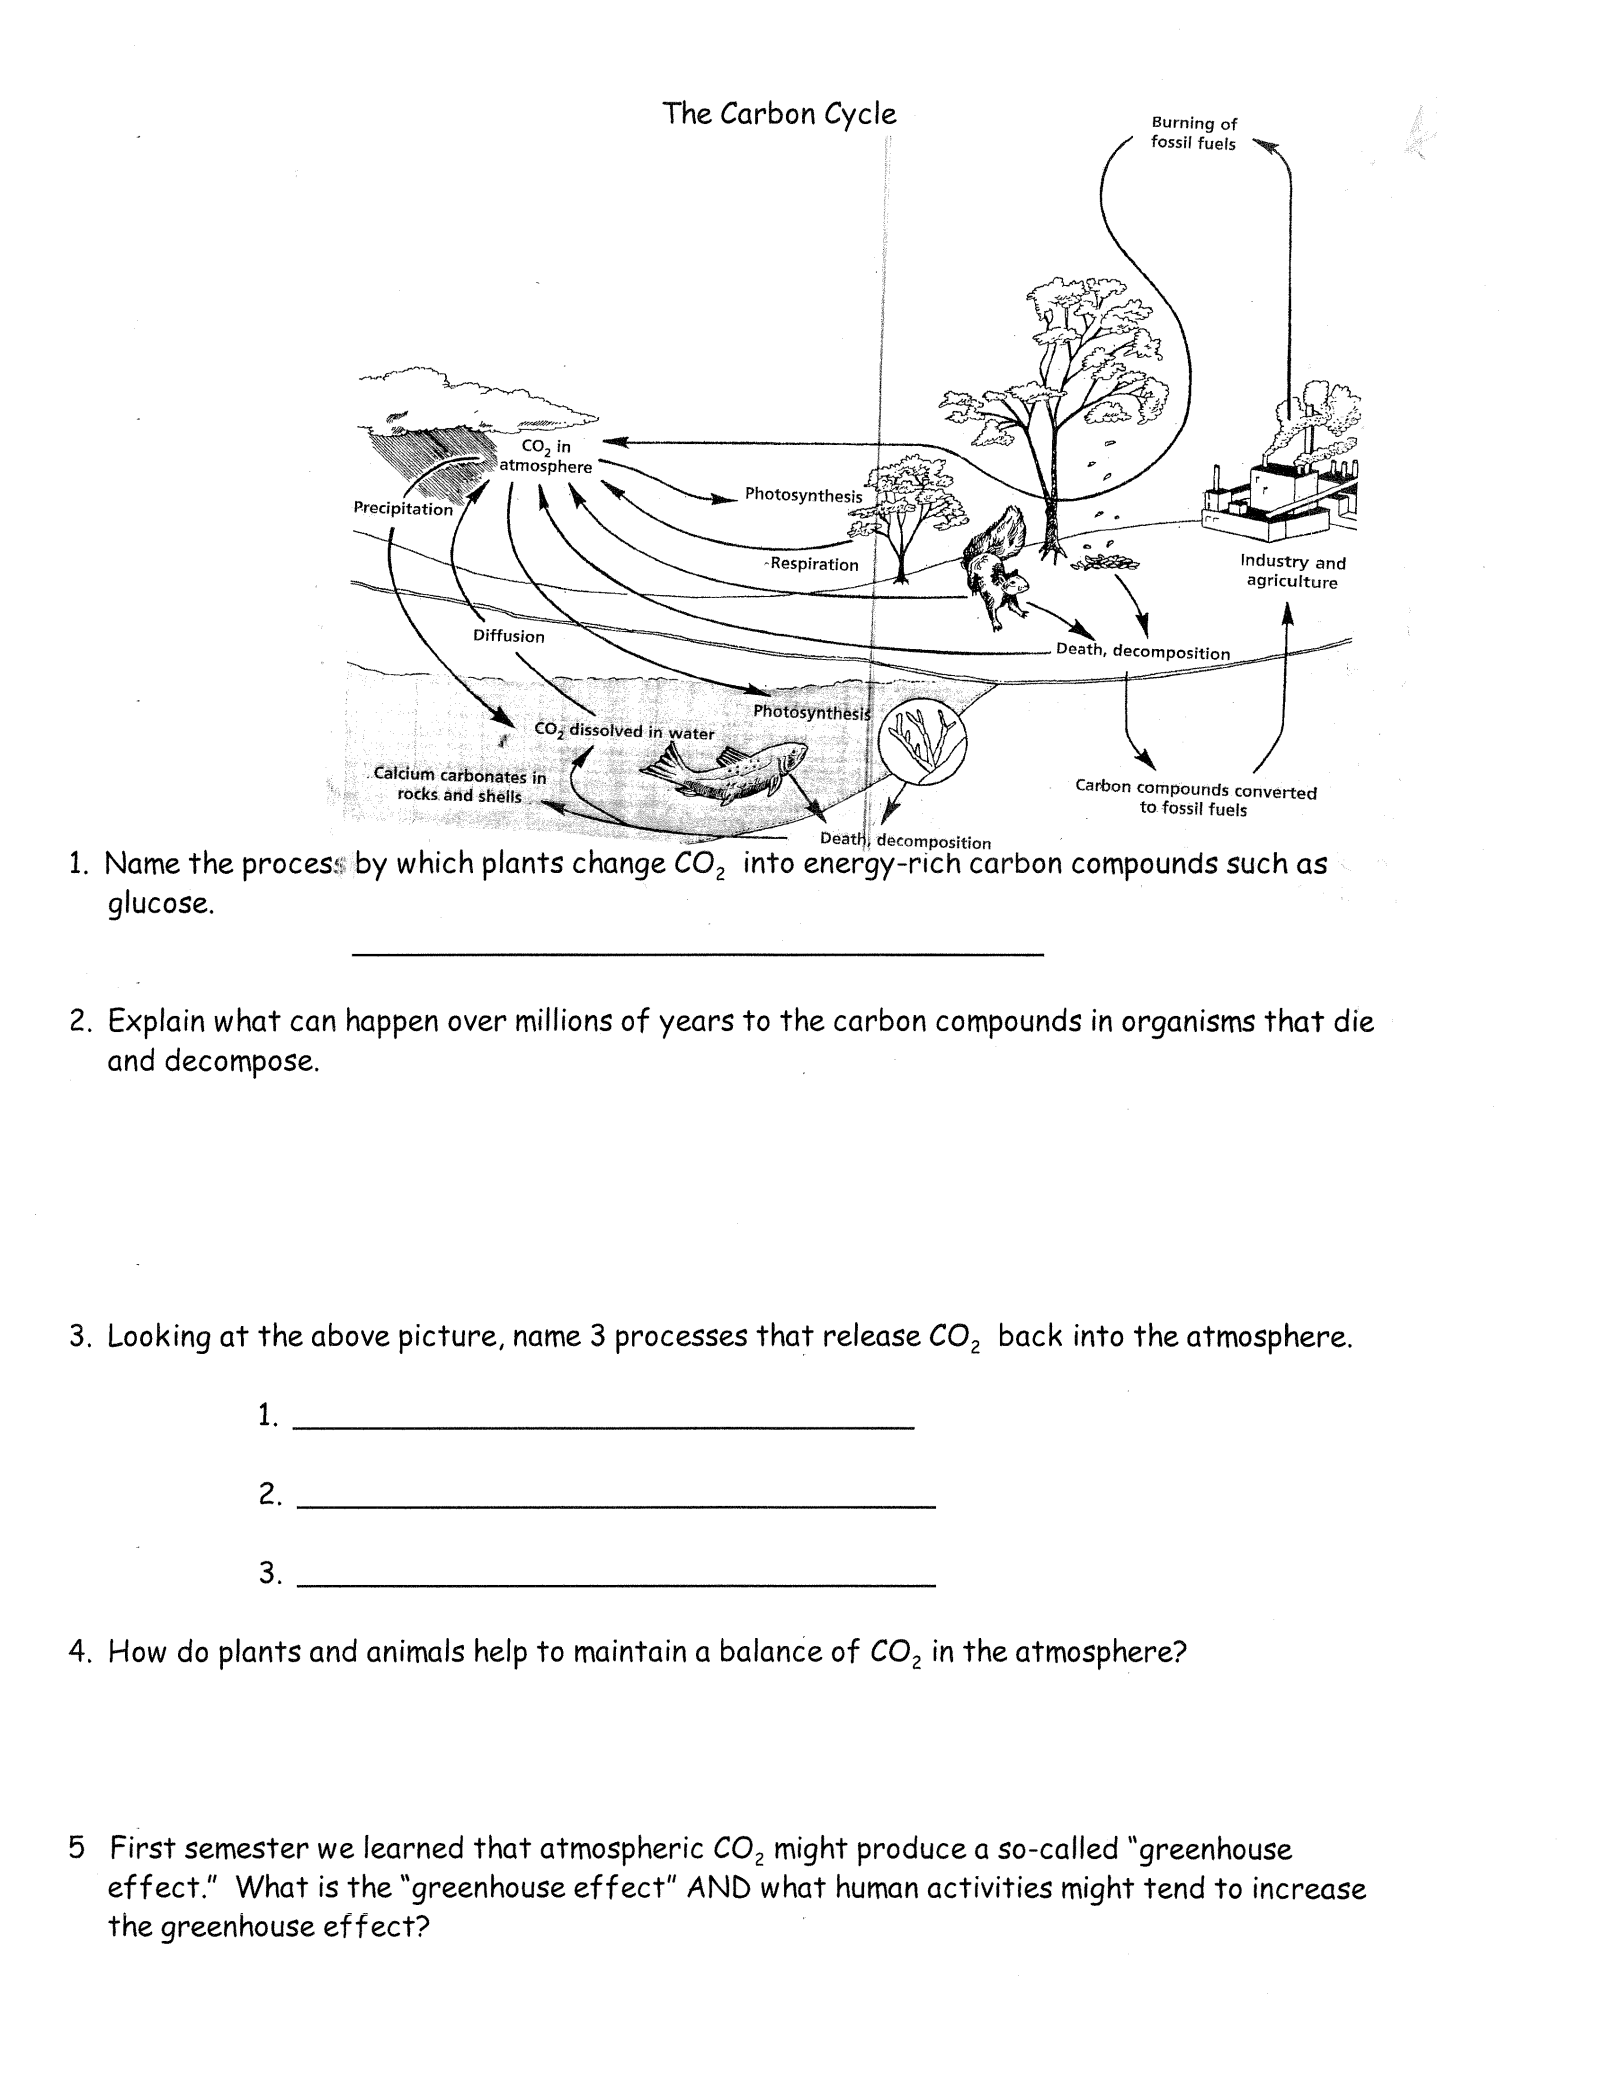 The Carbon Cycle
Burning of
fossil fuels
CO₂ in
atmosphere
Photosynthesis
Precipitation
Respiration
Industry and
agriculture
Diffusion
Death, decomposition
Photosynthesis
CO₂ dissolved in water
Calcium carbonates in
rocks and shells
Carbon compounds converted
to fossil fuels
Death, decomposition
1. Name the process by which plants change CO₂ into energy-rich carbon compounds such as
glucose.
2. Explain what can happen over millions of years to the carbon compounds in organisms that die
and decompose.
3. Looking at the above picture, name 3 processes that release CO₂ back into the atmosphere.
1.
2.
3.
4. How do plants and animals help to maintain a balance of CO₂ in the atmosphere?
5 First semester we learned that atmospheric CO₂ might produce a so-called "greenhouse
effect." What is the "greenhouse effect" AND what human activities might tend to increase
the greenhouse effect?